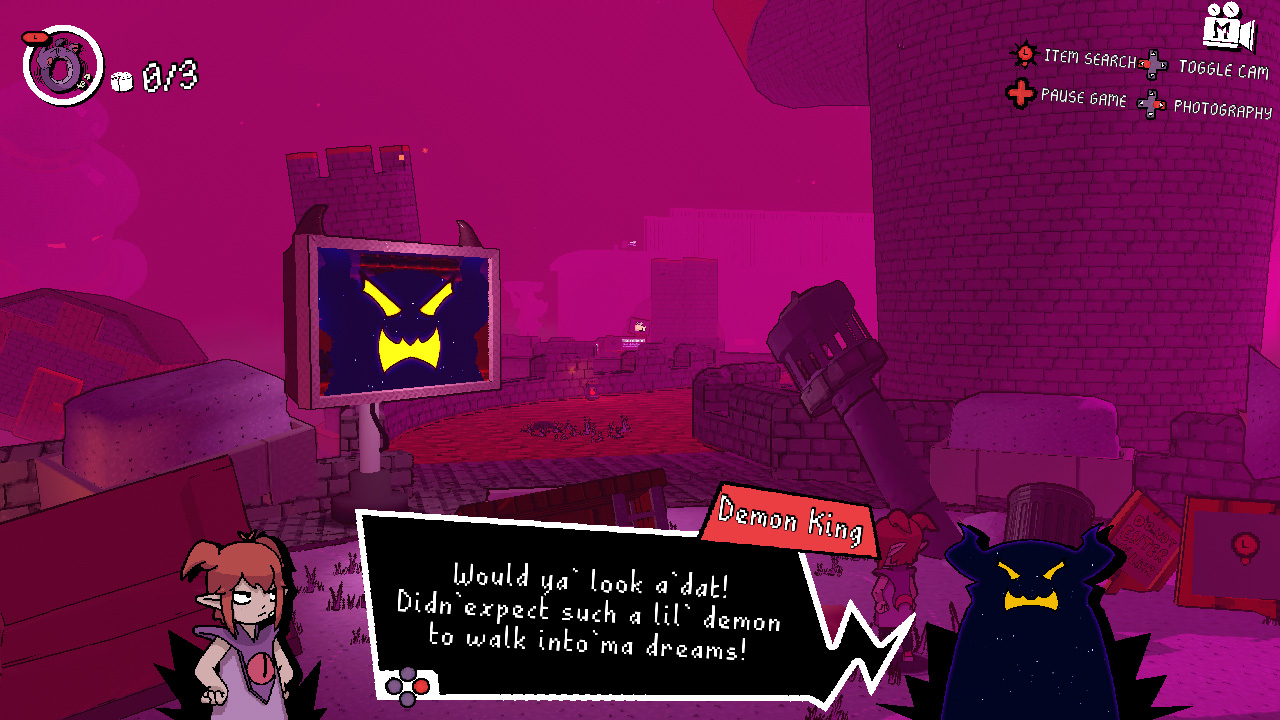 0/3
M
ITEM SEARCH
TOGGLE CAM
PAUSE GAME
PHOTOGRAPHY
Demon King
Would ya` look a`dat!
Didn`expect such a lil` demon
to walk into`ma dreams!